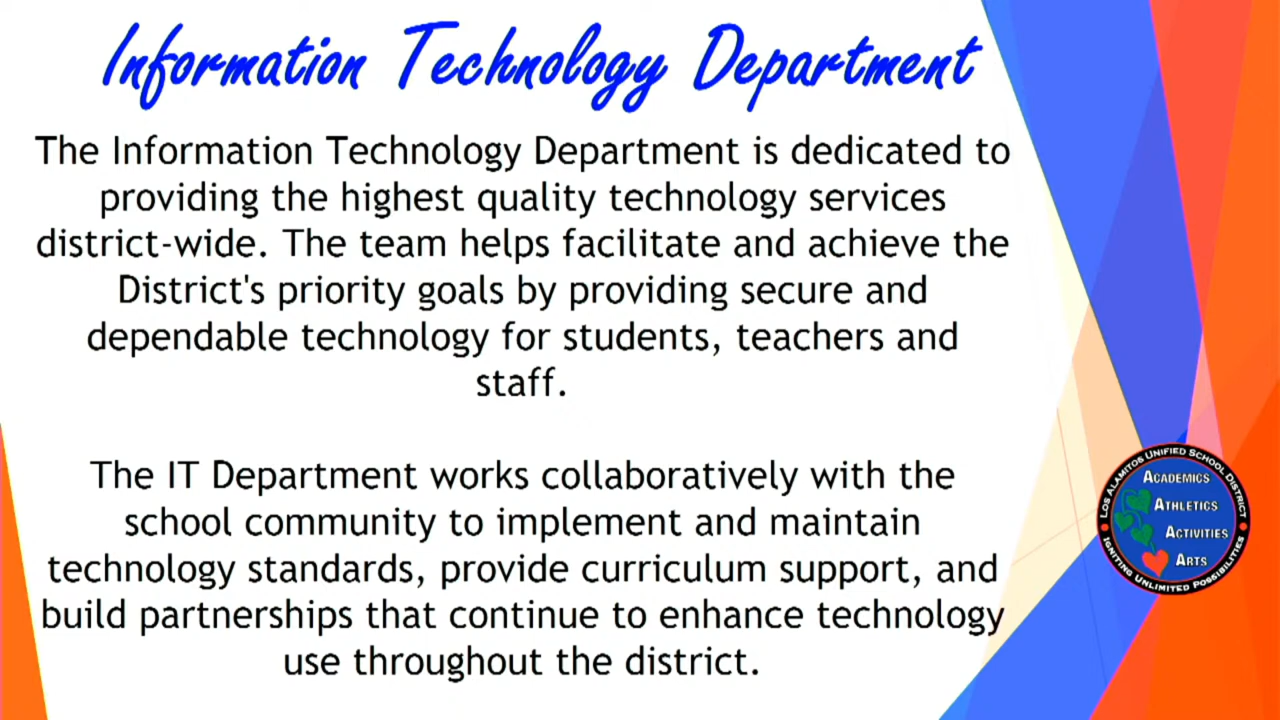 Information Technology Department
The Information Technology Department is dedicated to
providing the highest quality technology services
district-wide. The team helps facilitate and achieve the
District's priority goals by providing secure and
dependable technology for students, teachers and
staff.
The IT Department works collaboratively with the
school community to implement and maintain
technology standards, provide curriculum support, and
build partnerships that continue to enhance technology
use throughout the district.
LOS ALAMITOS UNIFIED SCHOOL DISTRICT
ACADEMICS
ATHLETICS
ACTIVITIES
ARTS
IGNITING UNLIMITED POSSIBILITIES